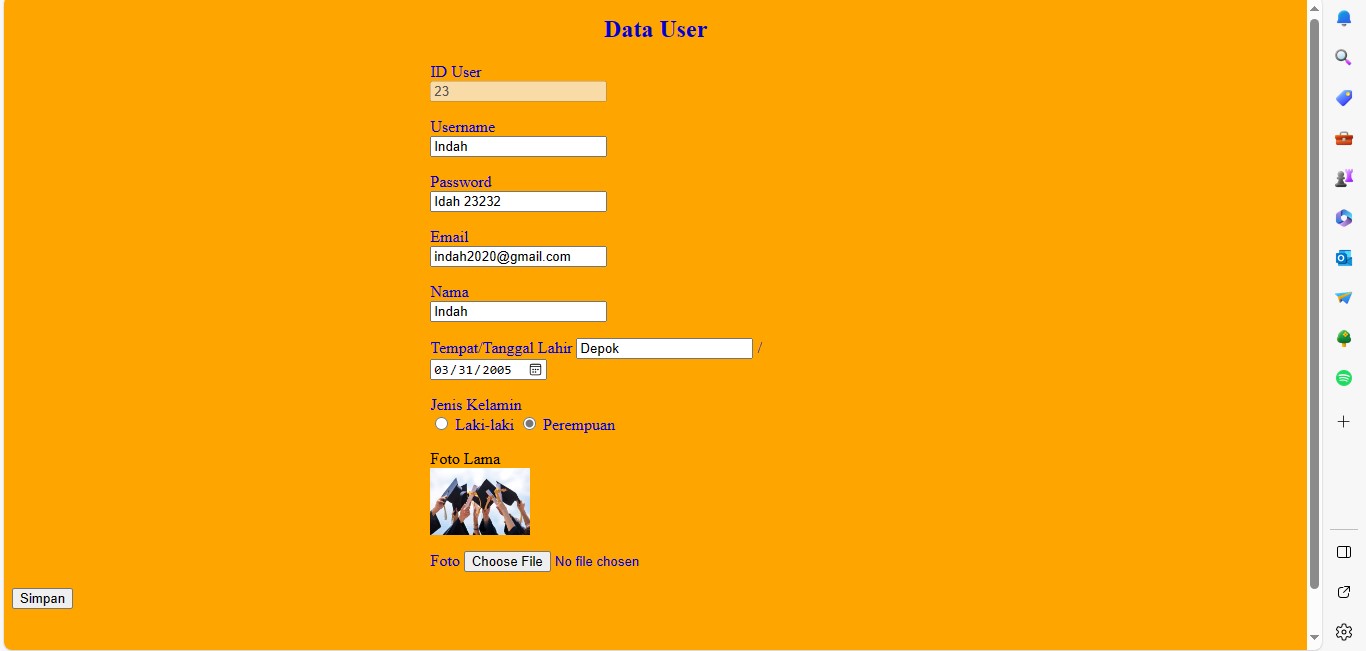 Data User
ID User
23
Username
Indah
Password
Idah 23232
Email
indah2020@gmail.com
Nama
Indah
Tempat/Tanggal Lahir Depok /
03/31/2005
Jenis Kelamin
Laki-laki Perempuan
Foto Lama
Foto Choose File No file chosen
Simpan